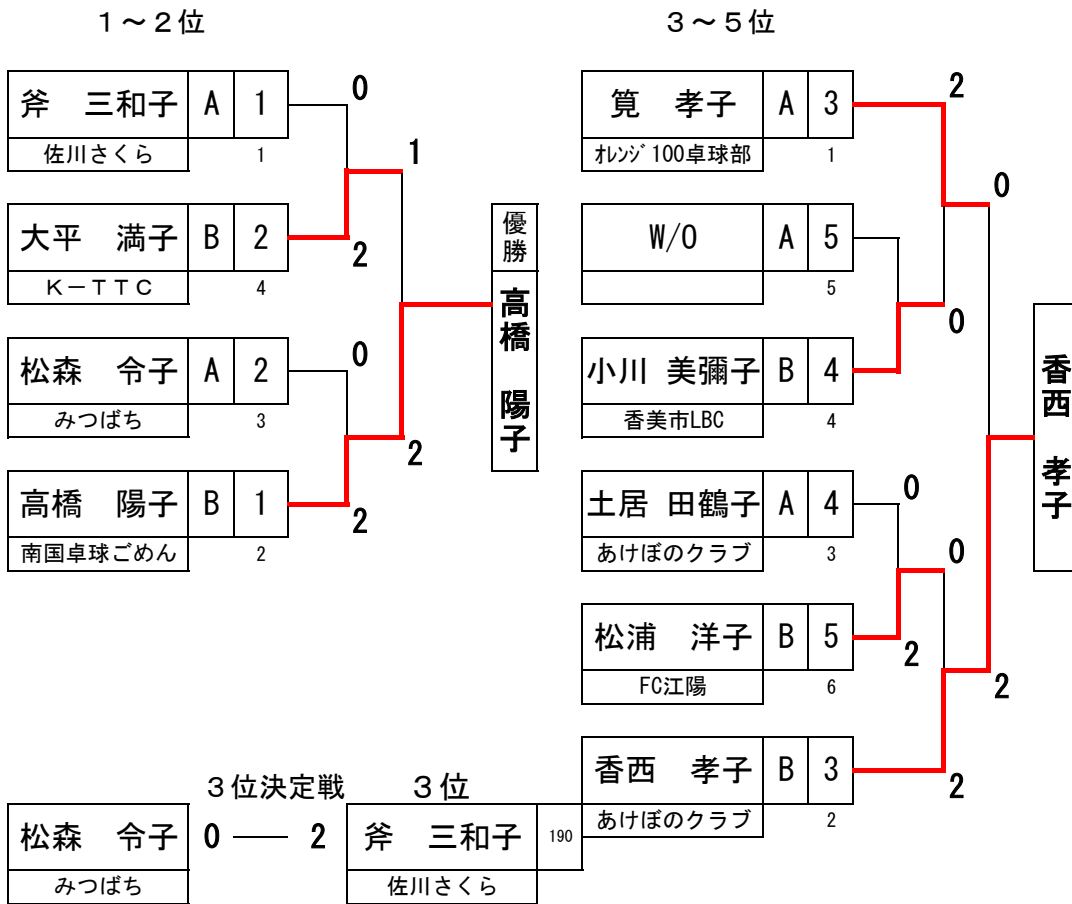 １～２位
斧　三和子 A 1 0
佐川さくら 1
1
大平　満子 B 2 2
Ｋ－ＴＴＣ 4
優勝
高橋　陽子
松森　令子 A 2 0
みつばち 3
2
高橋　陽子 B 1 2
南国卓球ごめん 2
３～５位
筧　孝子 A 3 2
ｵﾚﾝｼﾞ100卓球部 1
0
W/O A 5
5
0
小川 美彌子 B 4
香美市LBC 4
香西　孝子
土居 田鶴子 A 4 0
あけぼのクラブ 3
0
松浦　洋子 B 5 2
FC江陽 6
2
香西　孝子 B 3 2
あけぼのクラブ 2
３位決定戦 ３位
松森　令子 0 2 斧　三和子 190
みつばち 佐川さくら